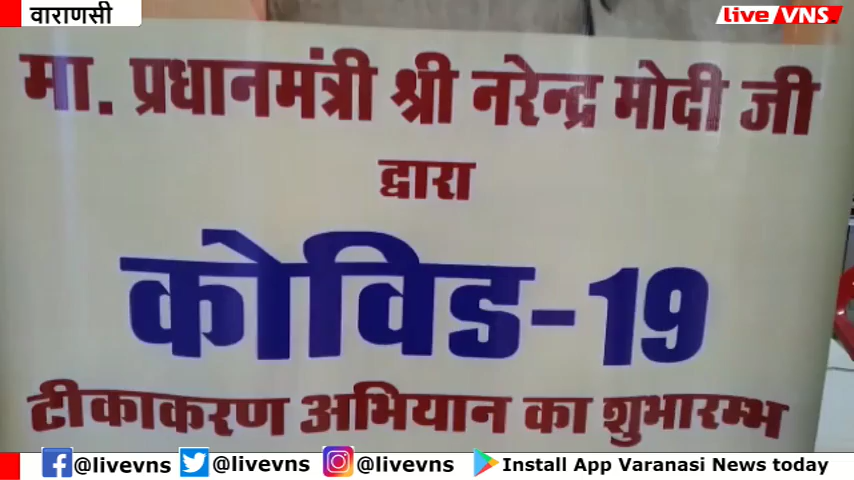 वाराणसी
live VNS
मा. प्रधानमंत्री श्री नरेन्द्र मोदी जी
द्वारा
कोविड-19
टीकाकरण अभियान का शुभारम्भ
@livevns @livevns @livevns Install App Varanasi News today